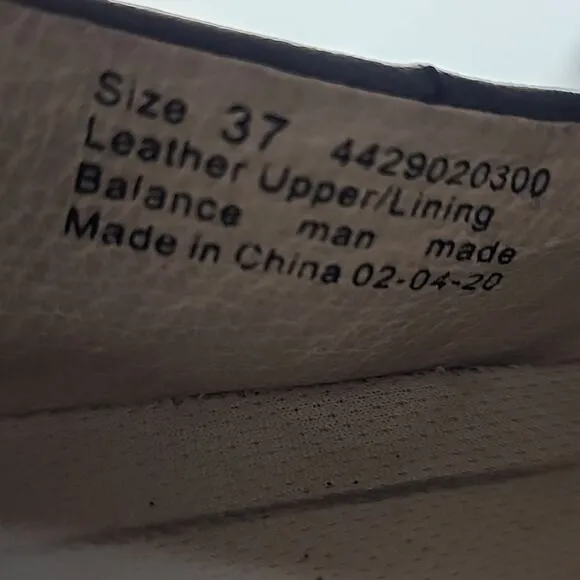 Size 37 4429020300
Leather Upper/Lining
Balance man made
Made in China 02-04-20